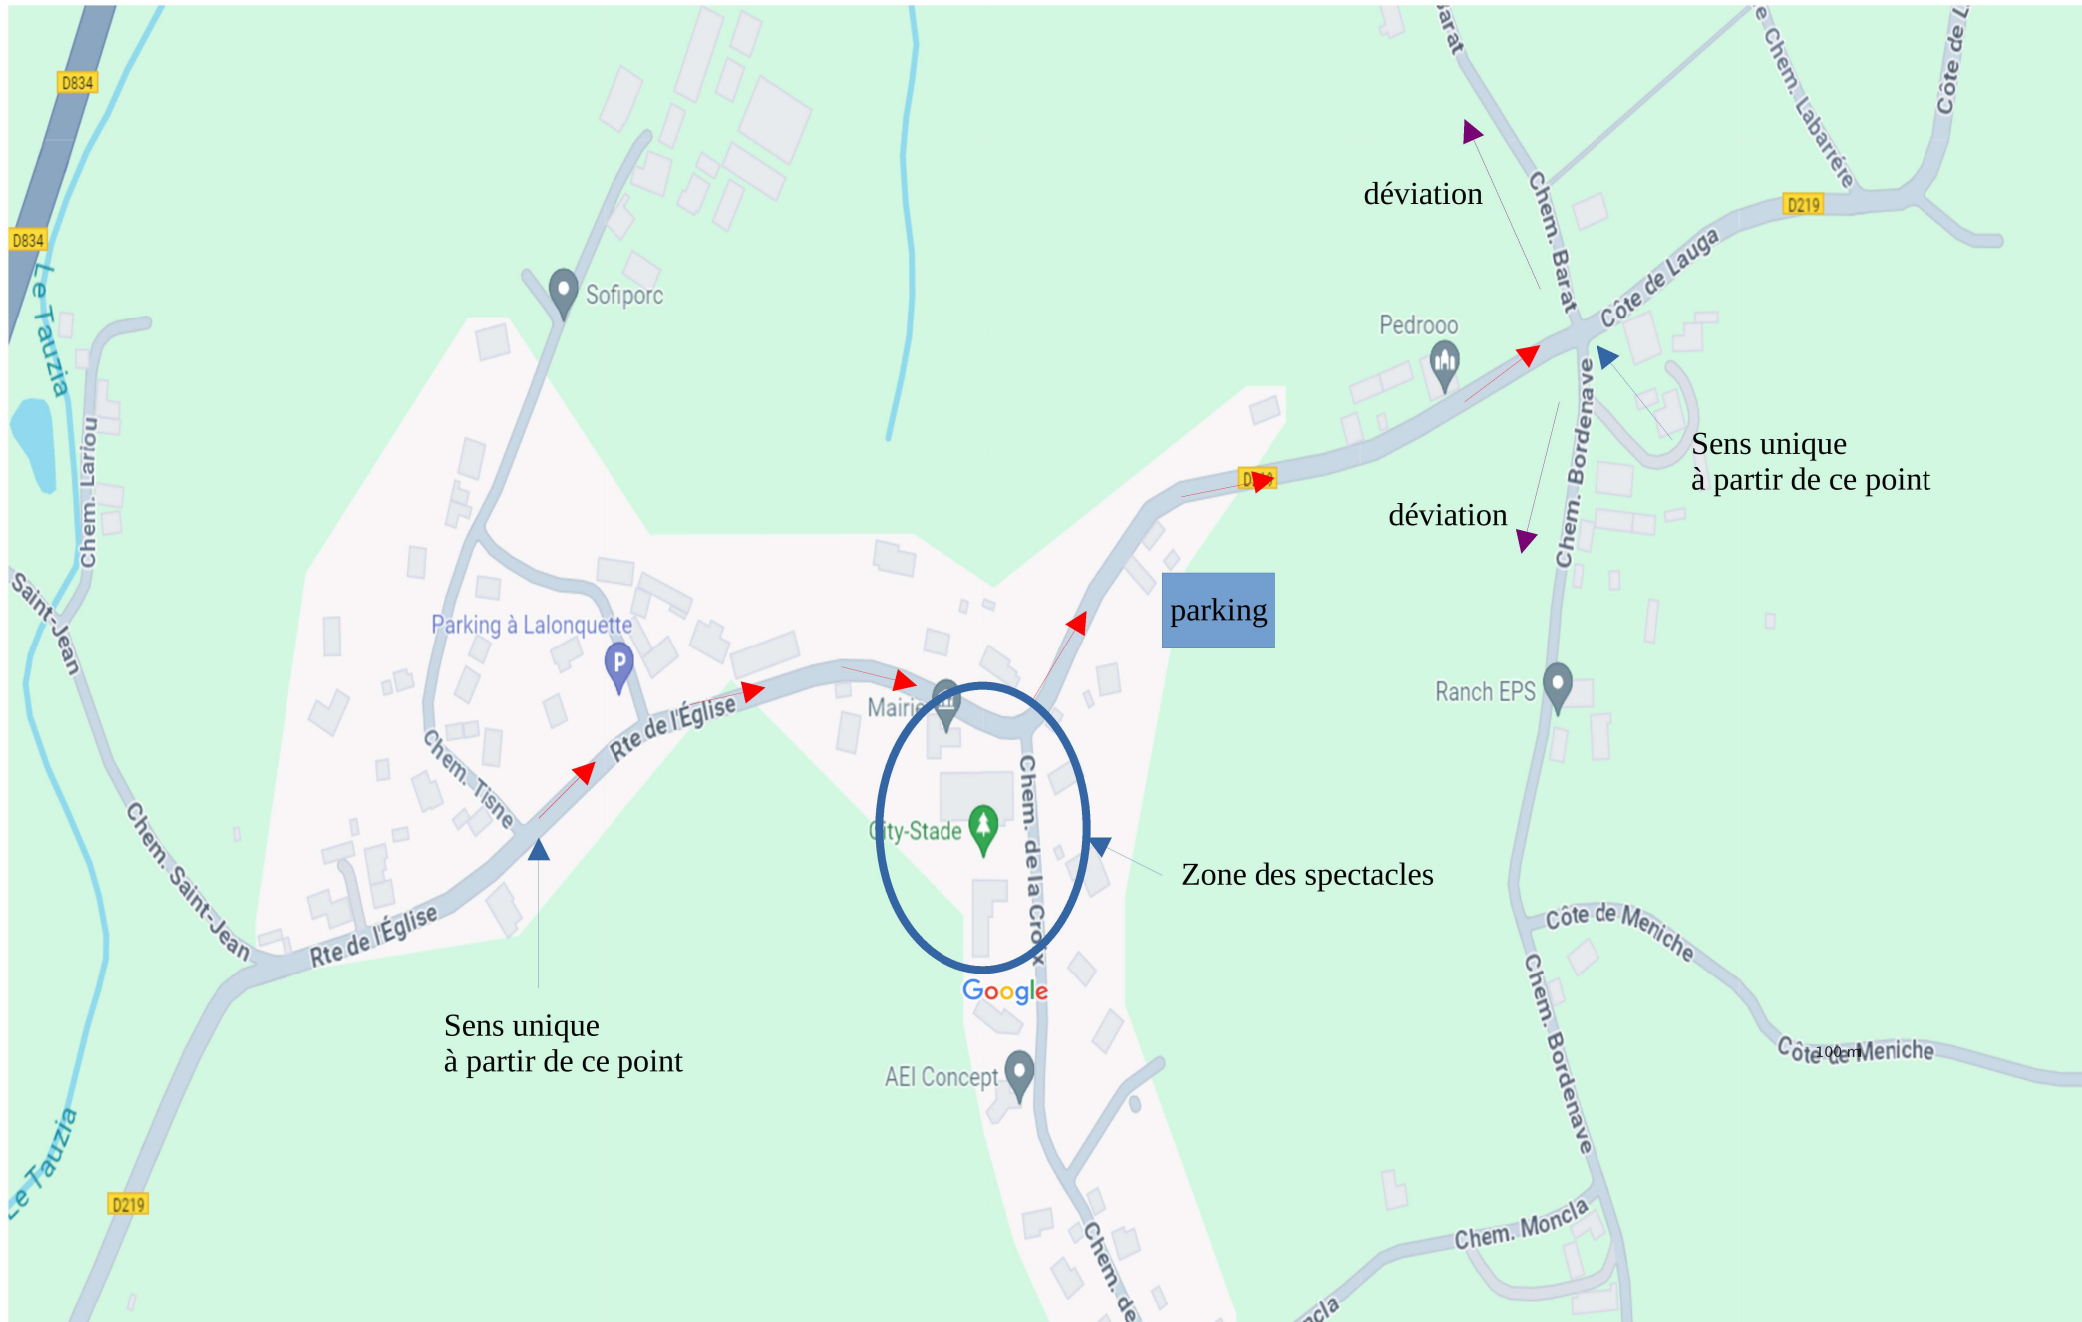 D834
D834
Le Tauzia
Chem. Lariou
Saint-Jean
Chem. Saint-Jean
Le Tauzia
D219
Sofiporc
Parking à Lalonquette
P
Chem. Tisne
Rte de l'Église
Rte de l'Église
Sens unique
à partir de ce point
Mairie
City-Stade
Chem. de la Croix
Google
AEI Concept
Chem. de
Zone des spectacles
parking
déviation
Barat
Chem. Barat
Chem. Labarrére
Côte de L
D219
Côte de Lauga
Pedrooo
déviation
Chem. Bordenave
Sens unique
à partir de ce point
Ranch EPS
Côte de Meniche
Côte de Meniche
100 m
Chem. Bordenave
Chem. Moncla